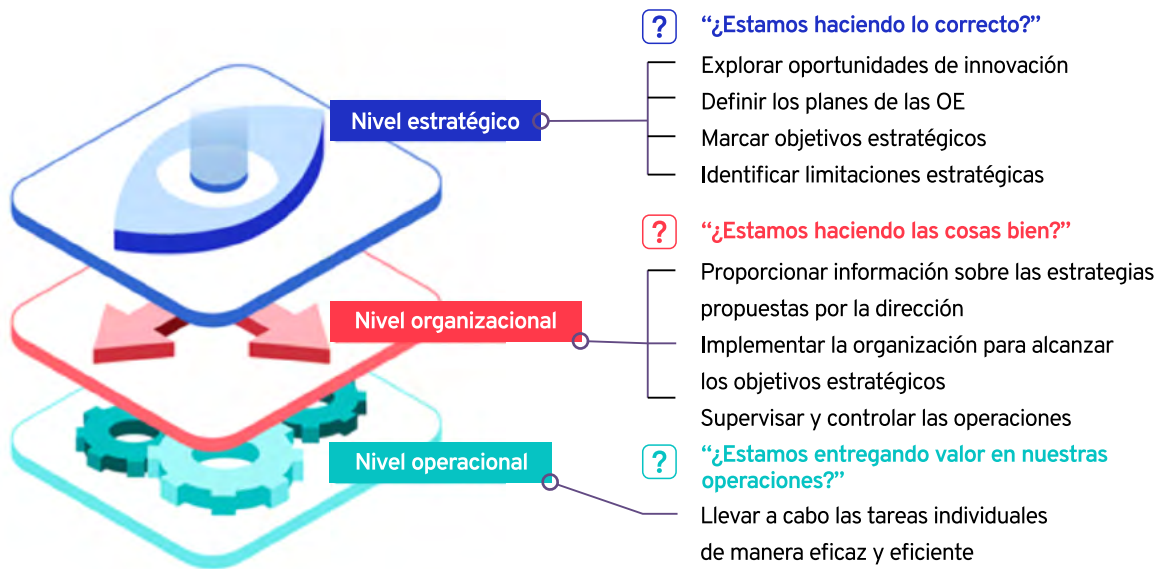 ? "¿Estamos haciendo lo correcto?"
Explorar oportunidades de innovación
Nivel estratégico
Definir los planes de las OE
Marcar objetivos estratégicos
Identificar limitaciones estratégicas
? "¿Estamos haciendo las cosas bien?"
Proporcionar información sobre las estrategias
propuestas por la dirección
Nivel organizacional
Implementar la organización para alcanzar
los objetivos estratégicos
Supervisar y controlar las operaciones
Nivel operacional
? "¿Estamos entregando valor en nuestras
operaciones?"
Llevar a cabo las tareas individuales
de manera eficaz y eficiente